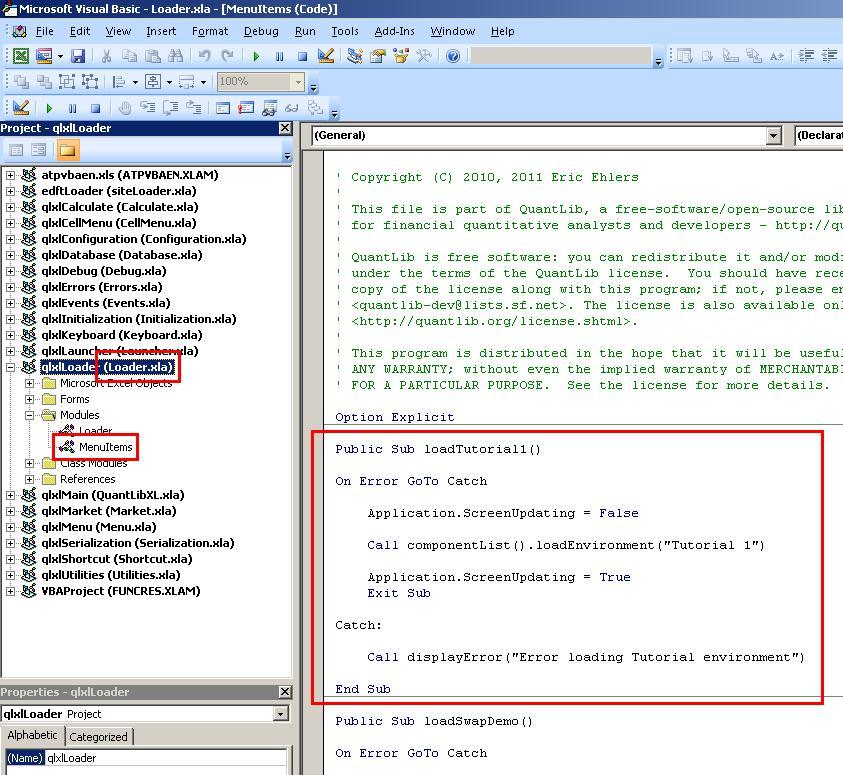 Microsoft Visual Basic - Loader.xla - [MenuItems (Code)]
File Edit View Insert Format Debug Run Tools Add-Ins Window Help
100%
Project - qlxlLoader
atpvbaen.xls (ATPVBAEN.XLAM)
edftLoader (siteLoader.xla)
qlxlCalculate (Calculate.xla)
qlxlCellMenu (CellMenu.xla)
qlxlConfiguration (Configuration.xla)
qlxlDatabase (Database.xla)
qlxlDebug (Debug.xla)
qlxlErrors (Errors.xla)
qlxlEvents (Events.xla)
qlxlInitialization (Initialization.xla)
qlxlKeyboard (Keyboard.xla)
qlxlLauncher (Launcher.xla)
qlxlLoader (Loader.xla)
Microsoft Excel Objects
Forms
Modules
Loader
MenuItems
Class Modules
References
qlxlMain (QuantLibXL.xla)
qlxlMarket (Market.xla)
qlxlMenu (Menu.xla)
qlxlSerialization (Serialization.xla)
qlxlShortcut (Shortcut.xla)
qlxlUtilities (Utilities.xla)
VBAProject (FUNCRES.XLAM)
Properties - qlxlLoader
qlxlLoader Project
Alphabetic Categorized
(Name) qlxlLoader
(General) (Declarat
' Copyright (C) 2010, 2011 Eric Ehlers
'
' This file is part of QuantLib, a free-software/open-source lib
' for financial quantitative analysts and developers - http://qu
'
' QuantLib is free software: you can redistribute it and/or modi
' under the terms of the QuantLib license.  You should have rece
' copy of the license along with this program; if not, please em
' <quantlib-dev@lists.sf.net>. The license is also available onl
' <http://quantlib.org/license.shtml>.
'
' This program is distributed in the hope that it will be useful
' ANY WARRANTY; without even the implied warranty of MERCHANTABI
' FOR A PARTICULAR PURPOSE.  See the license for more details.
Option Explicit
Public Sub loadTutorial1()
On Error GoTo Catch
Application.ScreenUpdating = False
Call componentList().loadEnvironment("Tutorial 1")
Application.ScreenUpdating = True
Exit Sub
Catch:
Call displayError("Error loading Tutorial environment")
End Sub
Public Sub loadSwapDemo()
On Error GoTo Catch